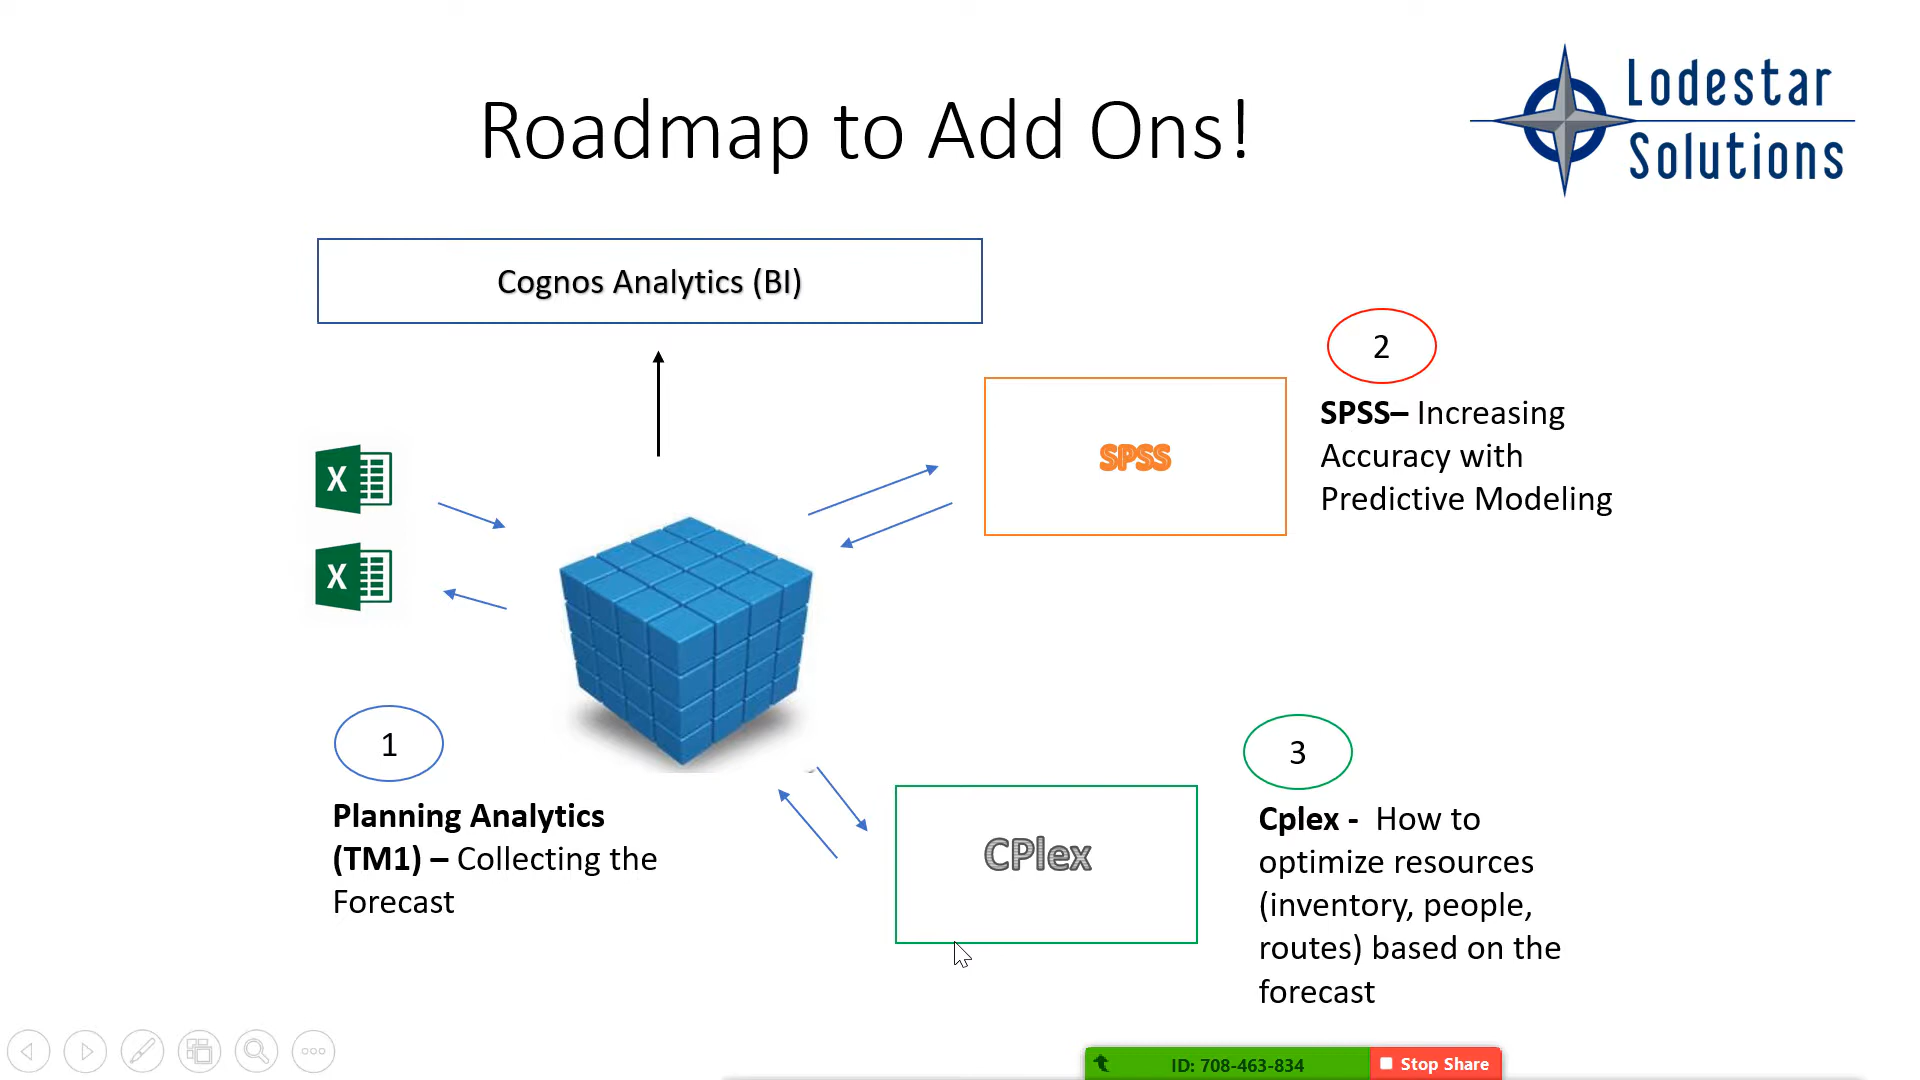 Roadmap to Add Ons!
Lodestar
Solutions
Cognos Analytics (BI)
2
SPSS
SPSS– Increasing
Accuracy with
Predictive Modeling
X
X
1
Planning Analytics
(TM1) – Collecting the
Forecast
3
CPlex
Cplex -  How to
optimize resources
(inventory, people,
routes) based on the
forecast
ID: 708-463-834
Stop Share